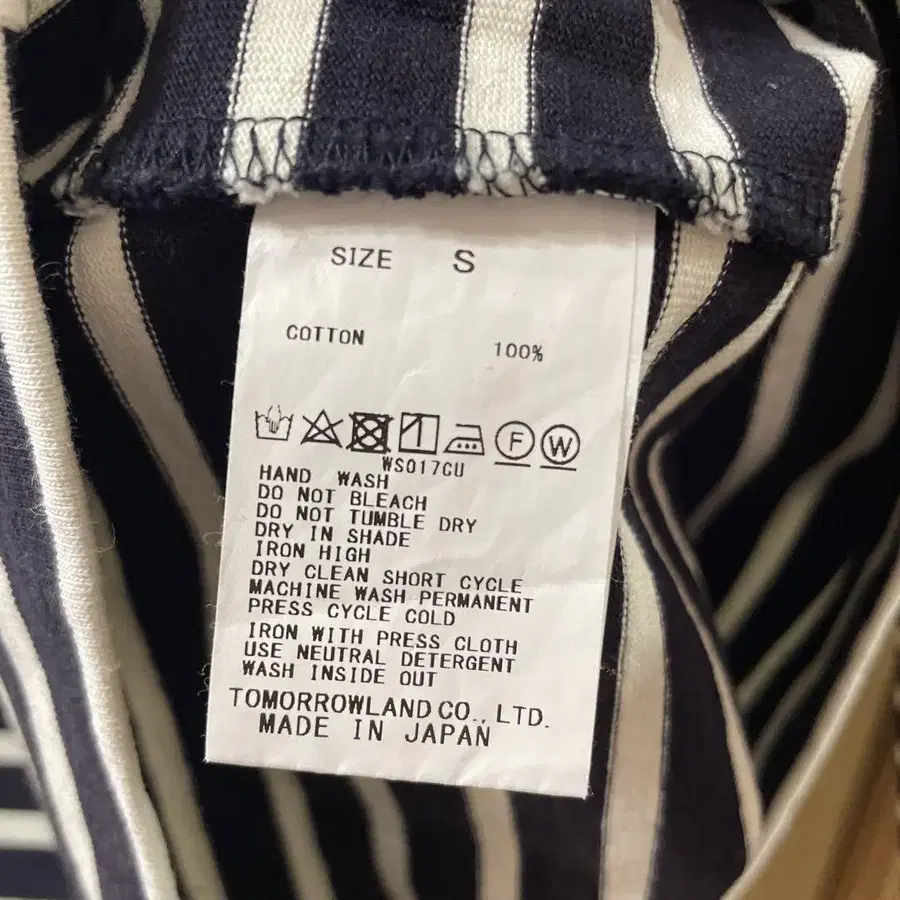 SIZE S
COTTON 100%
F W
WS017CU
HAND WASH
DO NOT BLEACH
DO NOT TUMBLE DRY
DRY IN SHADE
IRON HIGH
DRY CLEAN SHORT CYCLE
MACHINE WASH PERMANENT
PRESS CYCLE COLD
IRON WITH PRESS CLOTH
USE NEUTRAL DETERGENT
WASH INSIDE OUT
TOMORROWLAND CO., LTD.
MADE IN JAPAN